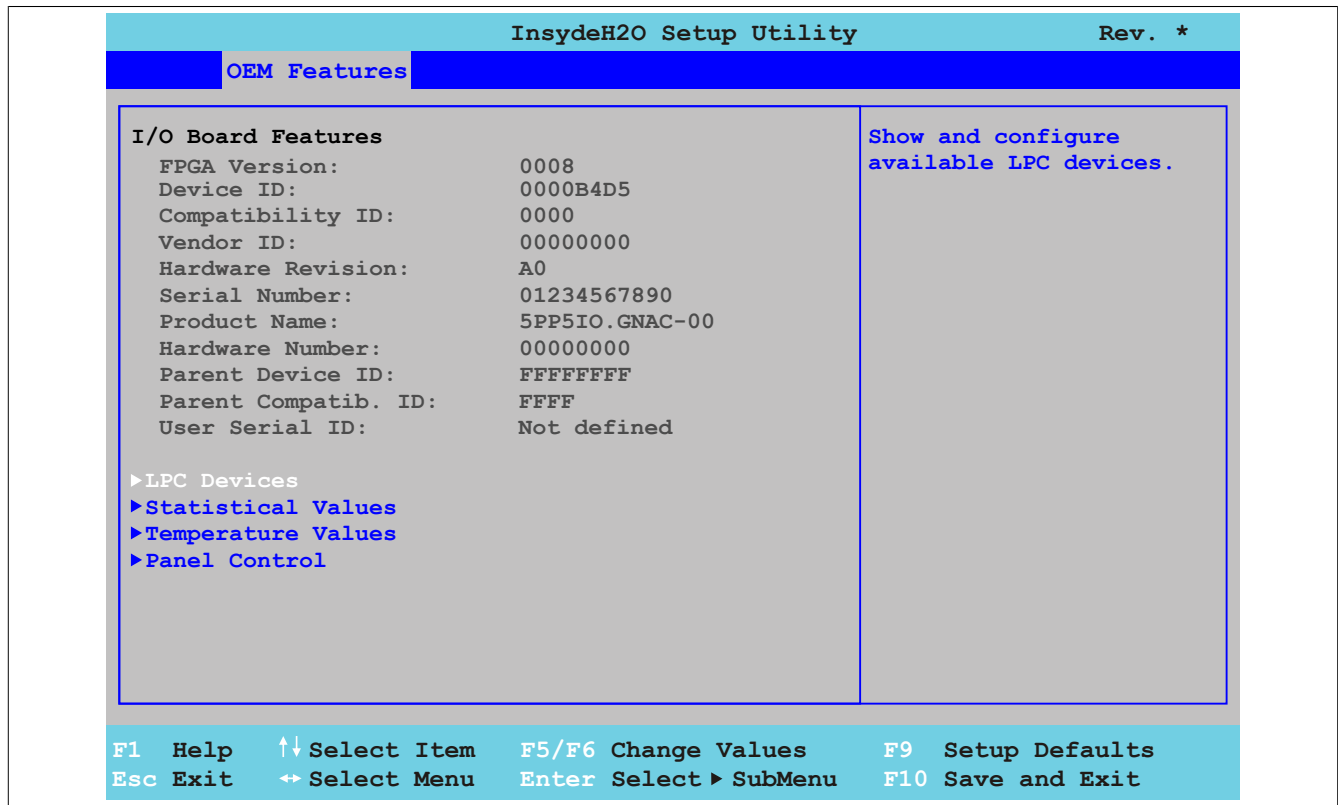 InsydeH2O Setup Utility Rev. *
OEM Features
I/O Board Features
FPGA Version: 0008
Device ID: 0000B4D5
Compatibility ID: 0000
Vendor ID: 00000000
Hardware Revision: A0
Serial Number: 01234567890
Product Name: 5PP5IO.GNAC-00
Hardware Number: 00000000
Parent Device ID: FFFFFFFF
Parent Compatib. ID: FFFF
User Serial ID: Not defined
▶LPC Devices
▶Statistical Values
▶Temperature Values
▶Panel Control
Show and configure
available LPC devices.
F1 Help ↑↓ Select Item F5/F6 Change Values F9 Setup Defaults
Esc Exit ↔ Select Menu Enter Select ▶ SubMenu F10 Save and Exit